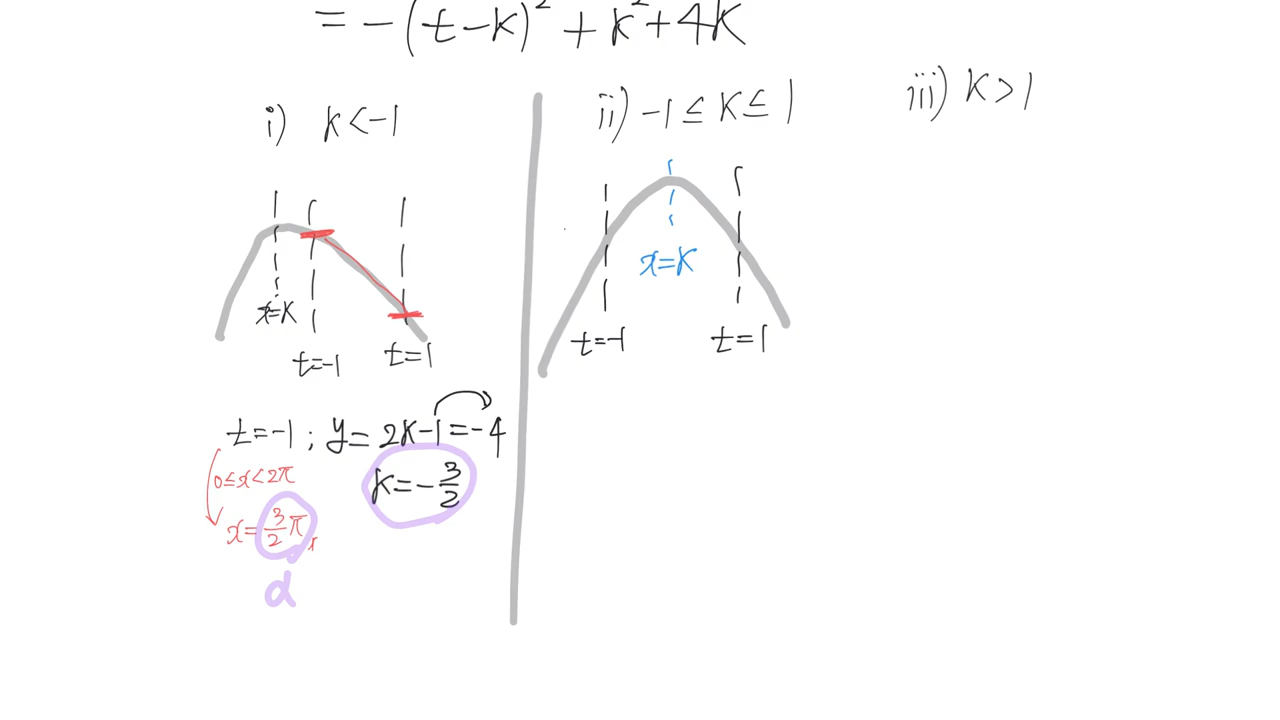 = -(t-k)² + k² + 4k
i) k < -1
x=k
t=-1
t=1
t=-1 ; y= 2k-1=-4
0≤x<2π
k=-3/2
x=3/2 π
α
ii) -1 ≤ k ≤ 1
x=k
t=-1
t=1
iii) k > 1